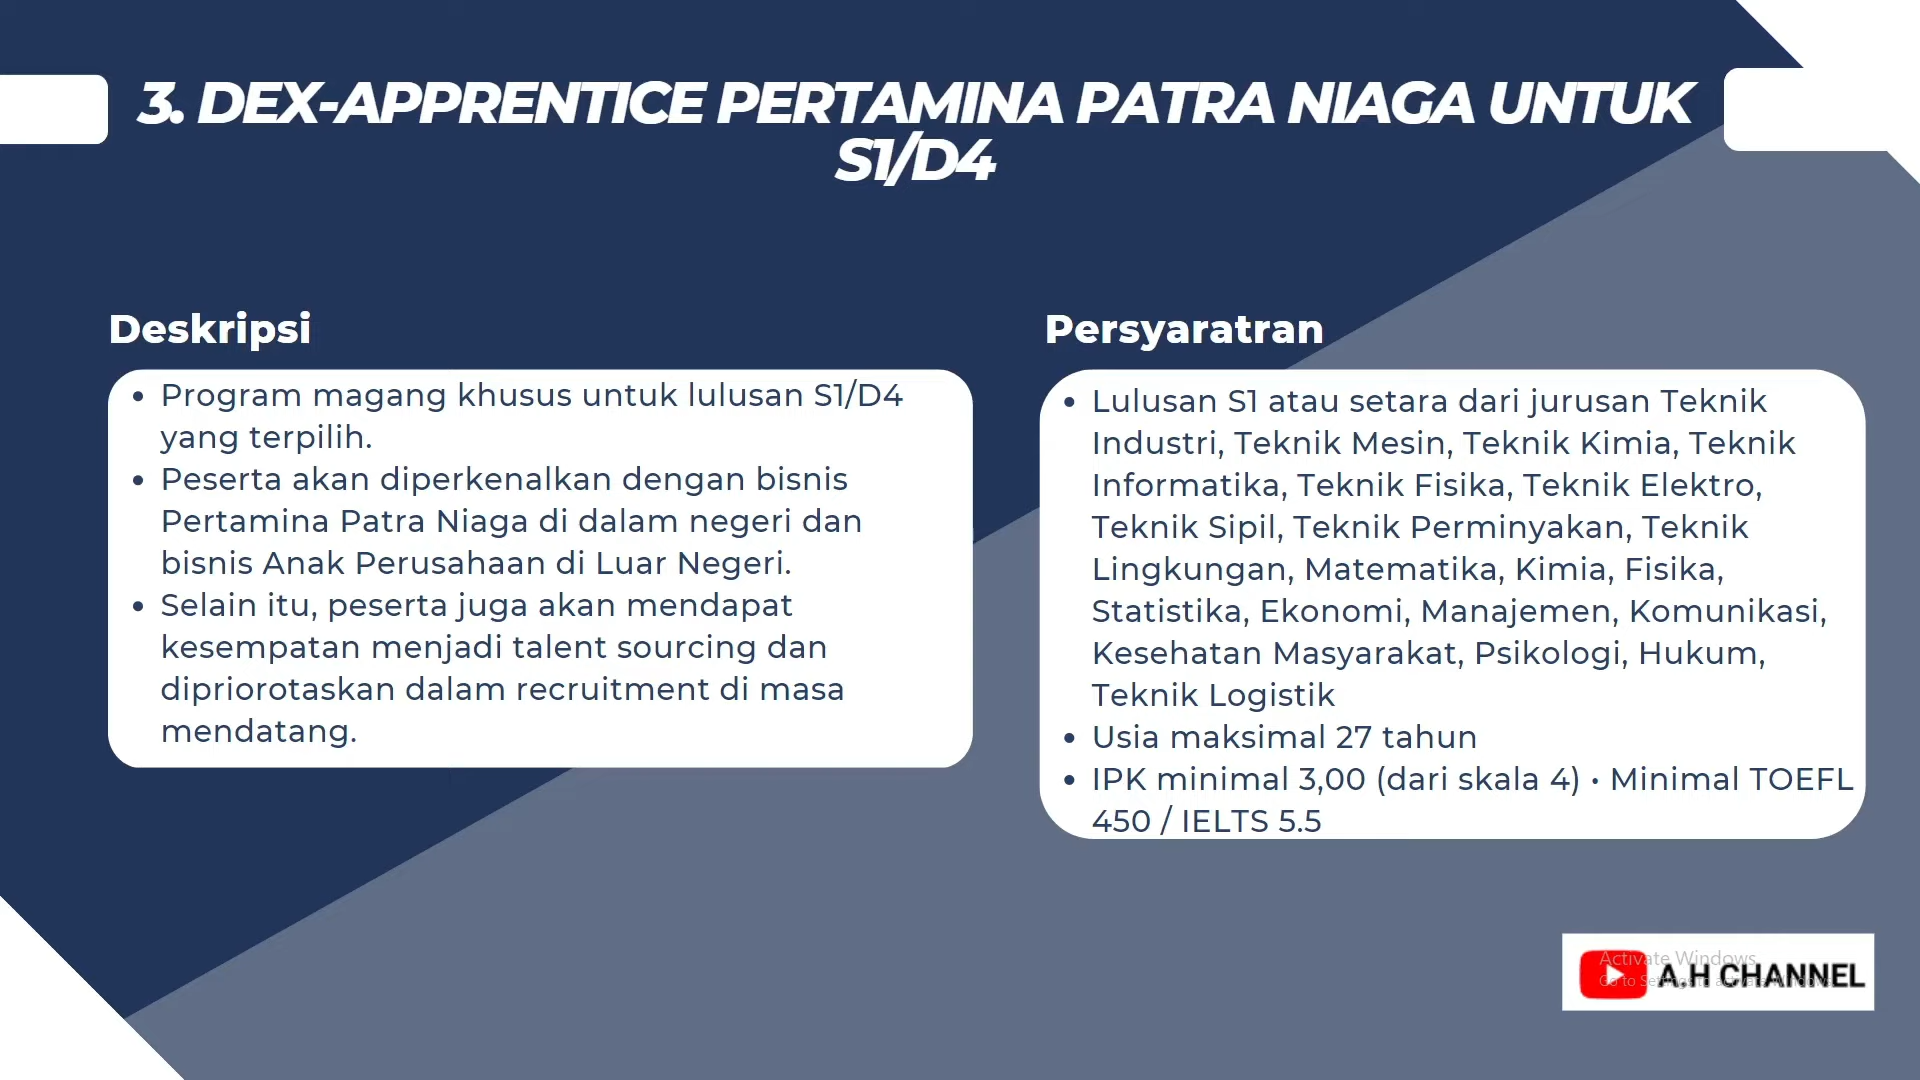 3. DEX-APPRENTICE PERTAMINA PATRA NIAGA UNTUK
S1/D4
Deskripsi
• Program magang khusus untuk lulusan S1/D4
yang terpilih.
• Peserta akan diperkenalkan dengan bisnis
Pertamina Patra Niaga di dalam negeri dan
bisnis Anak Perusahaan di Luar Negeri.
• Selain itu, peserta juga akan mendapat
kesempatan menjadi talent sourcing dan
dipriorotaskan dalam recruitment di masa
mendatang.
Persyaratran
• Lulusan S1 atau setara dari jurusan Teknik
Industri, Teknik Mesin, Teknik Kimia, Teknik
Informatika, Teknik Fisika, Teknik Elektro,
Teknik Sipil, Teknik Perminyakan, Teknik
Lingkungan, Matematika, Kimia, Fisika,
Statistika, Ekonomi, Manajemen, Komunikasi,
Kesehatan Masyarakat, Psikologi, Hukum,
Teknik Logistik
• Usia maksimal 27 tahun
• IPK minimal 3,00 (dari skala 4) • Minimal TOEFL
450 / IELTS 5.5
Activate Windows
A.H CHANNEL